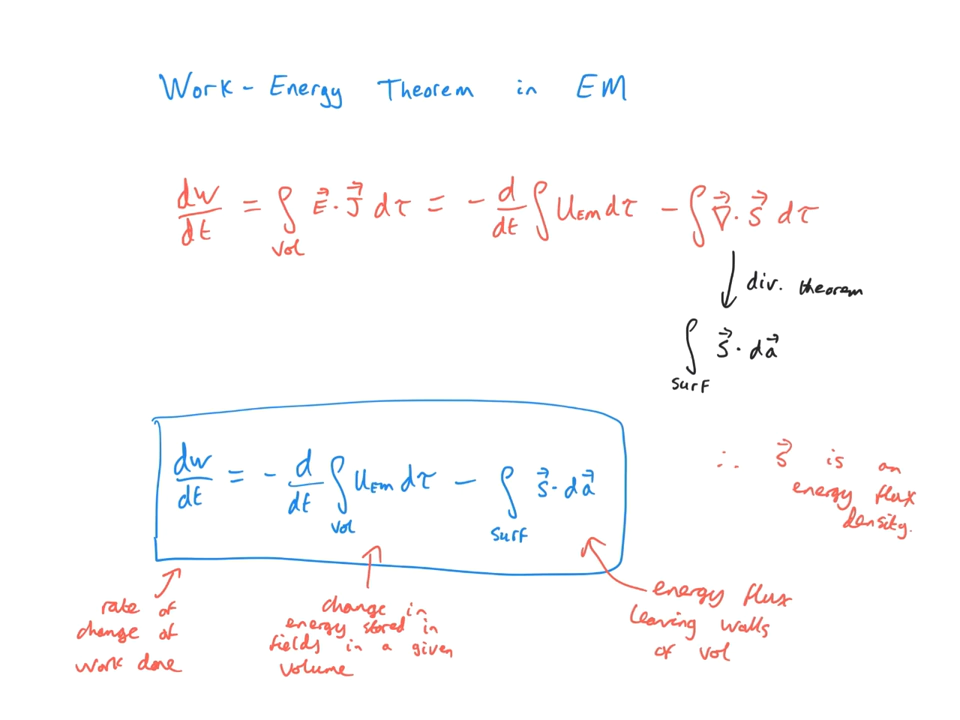 Work - Energy Theorem in EM
dw/dt = ∫_vol E⃗ · J⃗ dτ = - d/dt ∫ U_EM dτ - ∫ ∇⃗ · S⃗ dτ
div. theorem
∫_surf S⃗ · da⃗
dw/dt = - d/dt ∫_vol U_EM dτ - ∫_surf S⃗ · da⃗
∴ S⃗ is an
energy flux
density.
rate of
change of
work done
change in
energy stored in
fields in a given
volume
energy flux
leaving walls
of vol